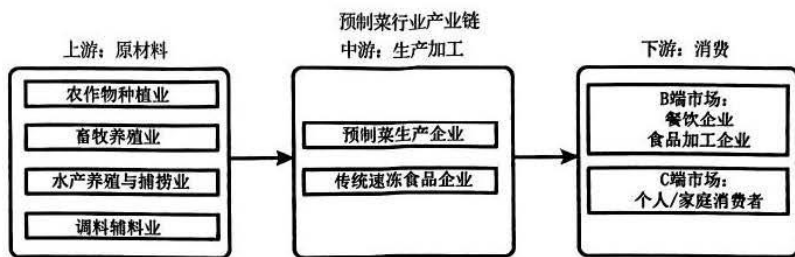 预制菜行业产业链
上游：原材料
中游：生产加工
下游：消费
农作物种植业
畜牧养殖业
水产养殖与捕捞业
调料辅料业
预制菜生产企业
传统速冻食品企业
B端市场：
餐饮企业
食品加工企业
C端市场：
个人/家庭消费者